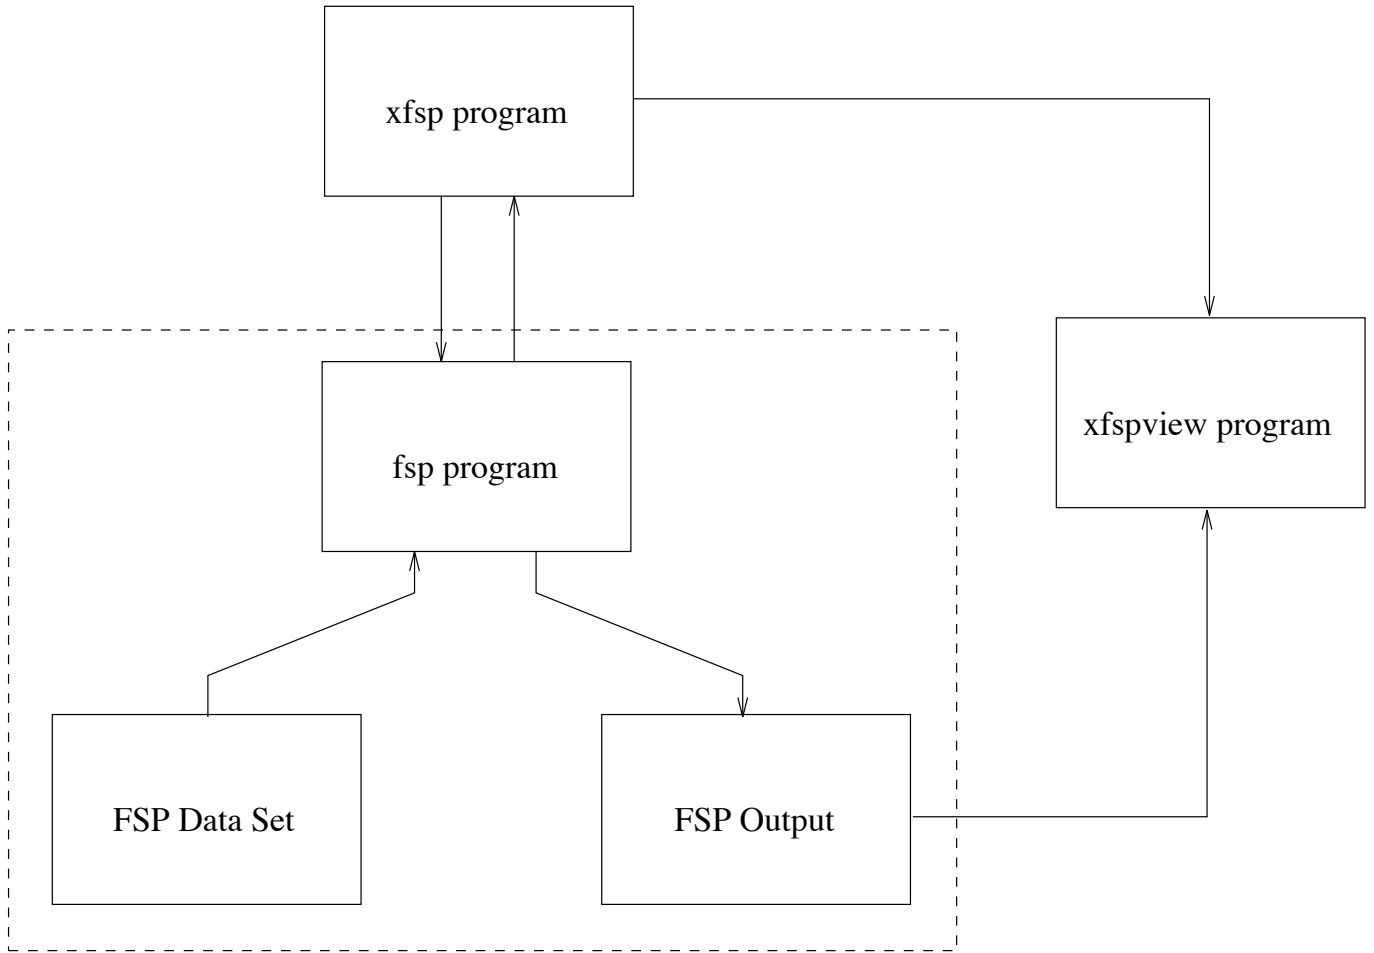 xfsp program
xfspview program
fsp program
FSP Data Set
FSP Output